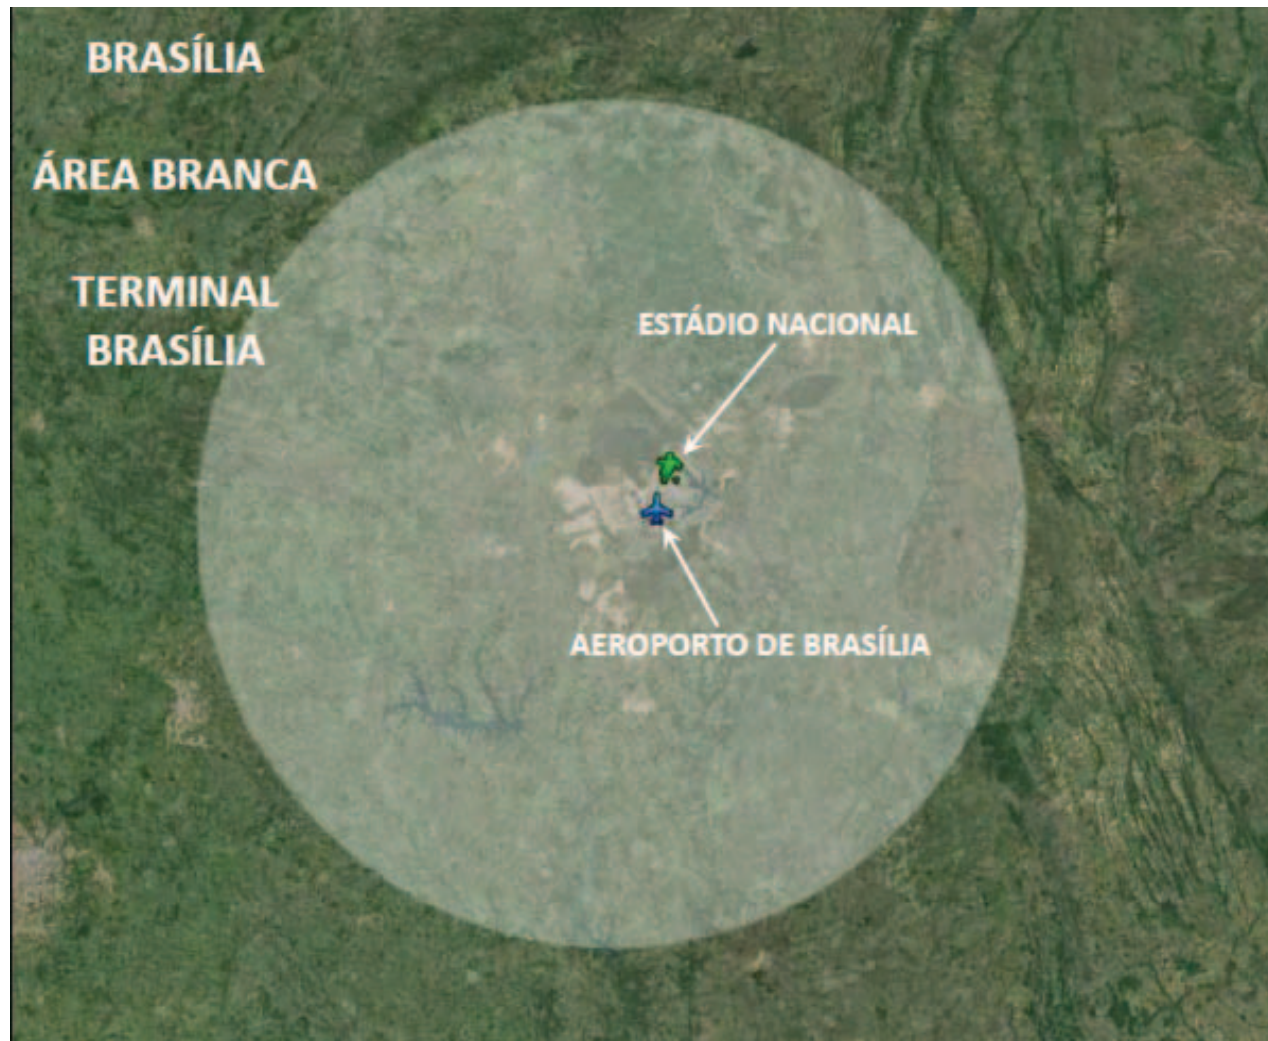 BRASÍLIA
ÁREA BRANCA
TERMINAL
BRASÍLIA
ESTÁDIO NACIONAL
AEROPORTO DE BRASÍLIA